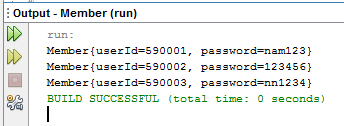 Output - Member (run)
run:
Member{userId=590001, password=nam123}
Member{userId=590002, password=123456}
Member{userId=590003, password=nn1234}
BUILD SUCCESSFUL (total time: 0 seconds)